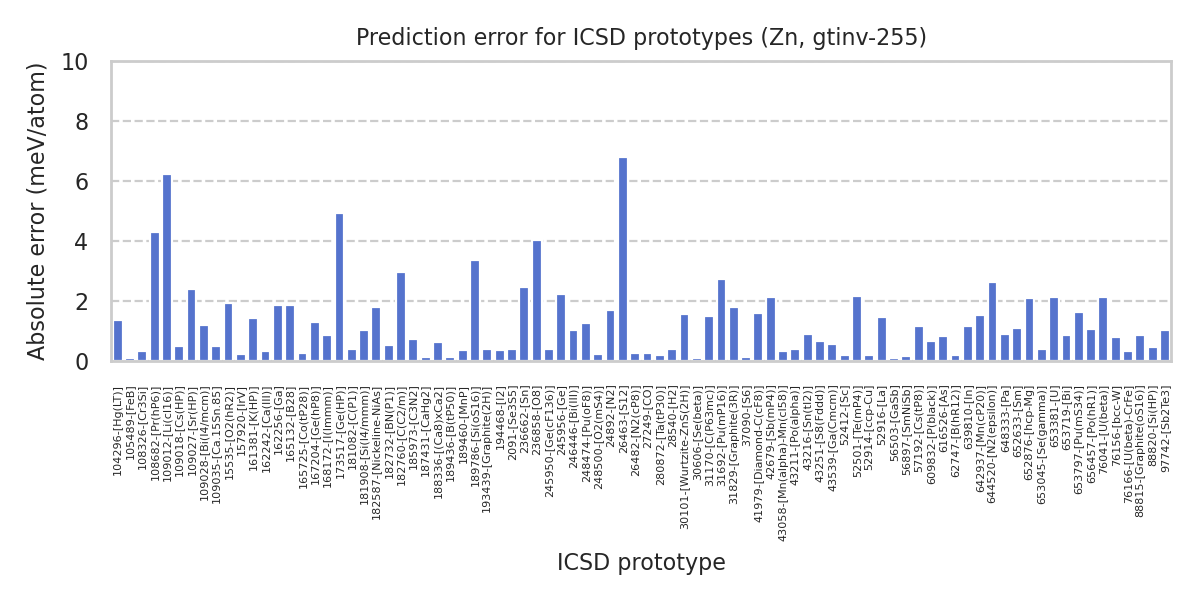 Prediction error for ICSD prototypes (Zn, gtinv-255)
Absolute error (meV/atom)
10
8
6
4
2
0
104296-[Hg(LT)]
105489-[FeB]
108326-[Cr3Si]
108682-[Pr(hP6)]
109012-[Li(cI16)]
109018-[Cs(HP)]
109027-[Sr(HP)]
109028-[Bi(I4/mcm)]
109035-[Ca.15Sn.85]
15535-[O2(hR2)]
157920-[IrV]
161381-[K(HP)]
162242-[Ca(III)]
162256-[Ga]
165132-[B28]
165725-[Co(tP28)]
167204-[Ge(hP8)]
168172-[I(Immm)]
173517-[Ge(HP)]
181082-[C(P1)]
181908-[Si(I4/mmm)]
182587-[Nickeline-NiAs]
182732-[BN(P1)]
182760-[C(C2/m)]
185973-[C3N2]
187431-[CaHg2]
188336-[(Ca8)xCa2]
189436-[B(tP50)]
189460-[MnP]
189786-[Si(oS16)]
193439-[Graphite(2H)]
194468-[I2]
2091-[Se3S5]
236662-[Sn]
236858-[O8]
245950-[Ge(cF136)]
245956-[Ge]
246446-[Bi(III)]
248474-[Pu(oF8)]
248500-[O2(mS4)]
24892-[N2]
26463-[S12]
26482-[N2(cP8)]
27249-[CO]
280872-[Ta(tP30)]
28540-[H2]
30101-[Wurtzite-ZnS(2H)]
30606-[Se(beta)]
31170-[C(P63mc)]
31692-[Pu(mP16)]
31829-[Graphite(3R)]
37090-[S6]
41979-[Diamond-C(cF8)]
42679-[Sb(mP4)]
43058-[Mn(alpha)-Mn(cI58)]
43211-[Po(alpha)]
43216-[Sn(tI2)]
43251-[S8(Fddd)]
43539-[Ga(Cmcm)]
52412-[Sc]
52501-[Te(mP4)]
52914-[fcc-Cu]
52916-[La]
56503-[GaSb]
56897-[SmNiSb]
57192-[Cs(tP8)]
609832-[P(black)]
616526-[As]
62747-[B(hR12)]
639810-[In]
642937-[Mn(cP20)]
644520-[N2(epsilon)]
648333-[Pa]
652633-[Sm]
652876-[hcp-Mg]
653045-[Se(gamma)]
653381-[U]
653719-[Bi]
653797-[Pu(mS34)]
656457-[Po(hR1)]
76041-[U(beta)]
76156-[bcc-W]
76166-[U(beta)-CrFe]
88815-[Graphite(oS16)]
88820-[Si(HP)]
97742-[Sb2Te3]
ICSD prototype